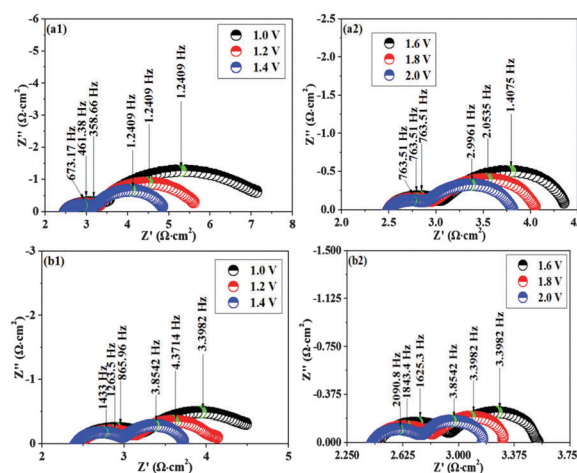 (a1)
1.0 V
1.2 V
1.4 V
673.17 Hz
461.38 Hz
358.66 Hz
1.2409 Hz
1.2409 Hz
1.2409 Hz
-6
-5
-4
-3
-2
-1
0
Z'' (Ω·cm²)
2 3 4 5 6 7 8
Z' (Ω·cm²)
(a2)
1.6 V
1.8 V
2.0 V
763.51 Hz
763.51 Hz
763.51 Hz
2.9961 Hz
2.0535 Hz
1.4075 Hz
-2.5
-2.0
-1.5
-1.0
-0.5
0.0
Z'' (Ω·cm²)
2.0 2.5 3.0 3.5 4.0
Z' (Ω·cm²)
(b1)
1.0 V
1.2 V
1.4 V
1433 Hz
1263.5 Hz
865.96 Hz
3.8542 Hz
4.3714 Hz
3.3982 Hz
-3
-2
-1
0
Z'' (Ω·cm²)
2 3 4 5
Z' (Ω·cm²)
(b2)
1.6 V
1.8 V
2.0 V
2090.8 Hz
1843.4 Hz
1625.3 Hz
3.8542 Hz
3.3982 Hz
3.3982 Hz
-1.500
-1.125
-0.750
-0.375
0.000
Z'' (Ω·cm²)
2.250 2.625 3.000 3.375 3.75
Z' (Ω·cm²)